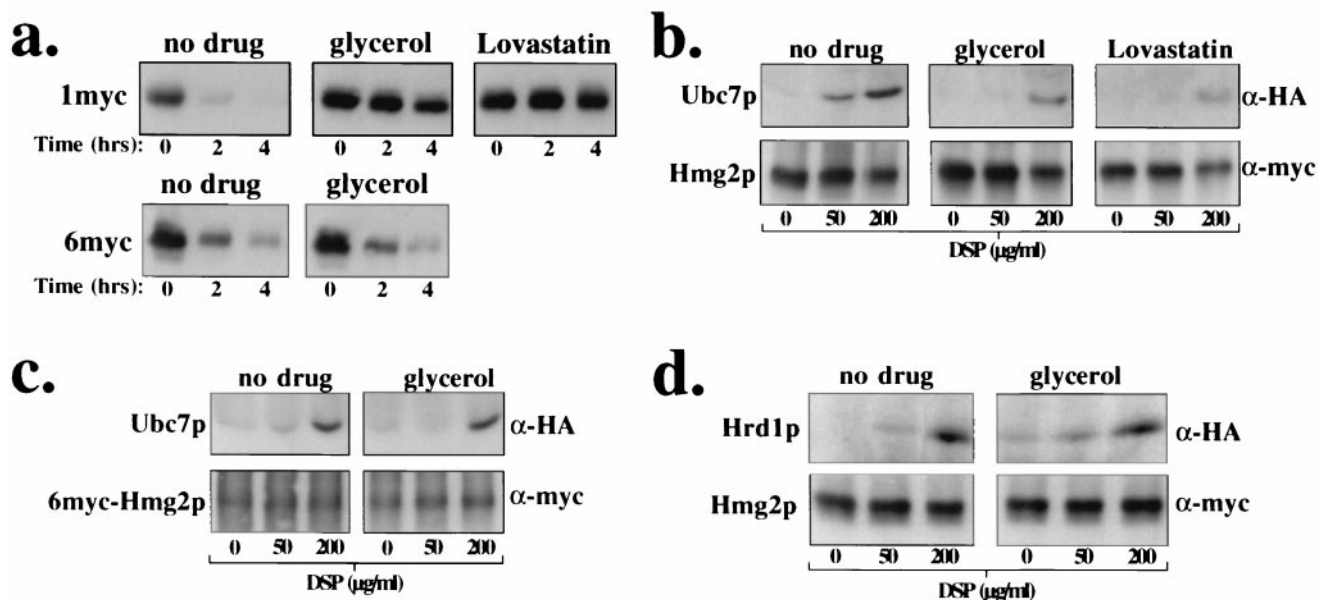 a.
no drug glycerol Lovastatin
1myc
Time (hrs): 0 2 4 0 2 4 0 2 4
no drug glycerol
6myc
Time (hrs): 0 2 4 0 2 4
b.
no drug glycerol Lovastatin
Ubc7p α-HA
Hmg2p α-myc
0 50 200 0 50 200 0 50 200
DSP (µg/ml)
c.
no drug glycerol
Ubc7p α-HA
6myc-Hmg2p α-myc
0 50 200 0 50 200
DSP (µg/ml)
d.
no drug glycerol
Hrd1p α-HA
Hmg2p α-myc
0 50 200 0 50 200
DSP (µg/ml)